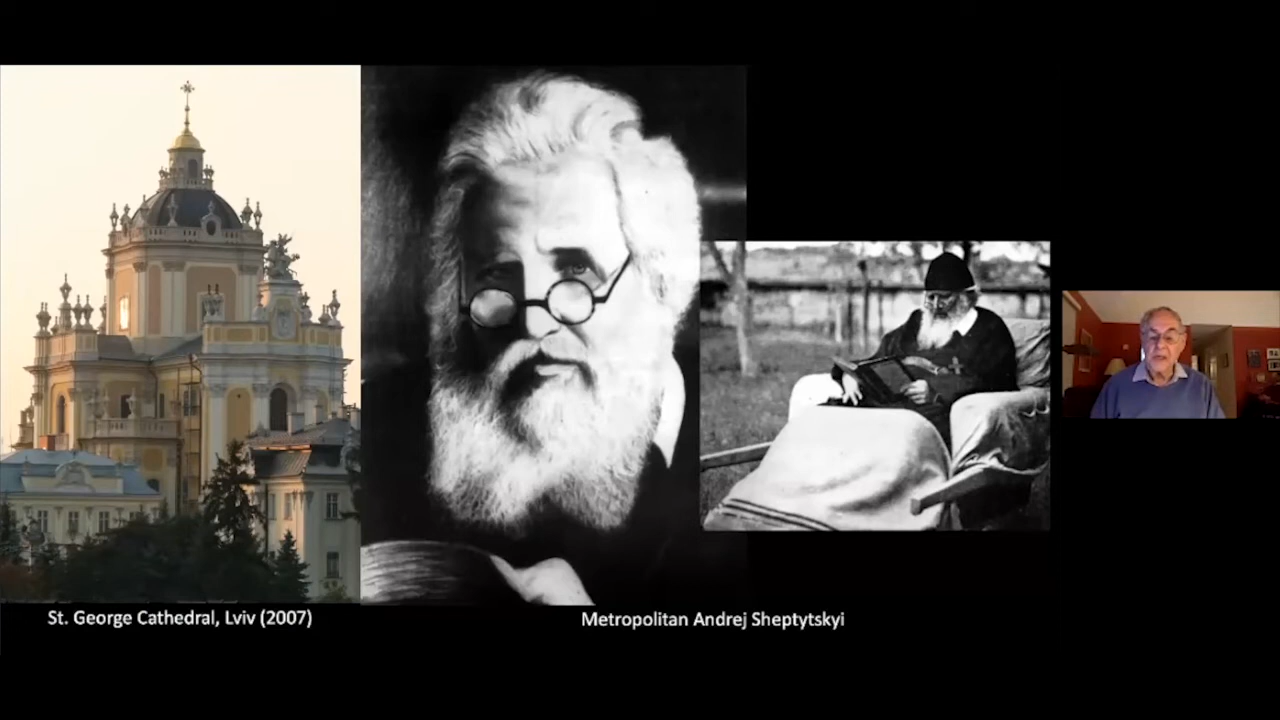 St. George Cathedral, Lviv (2007)
Metropolitan Andrej Sheptytskyi